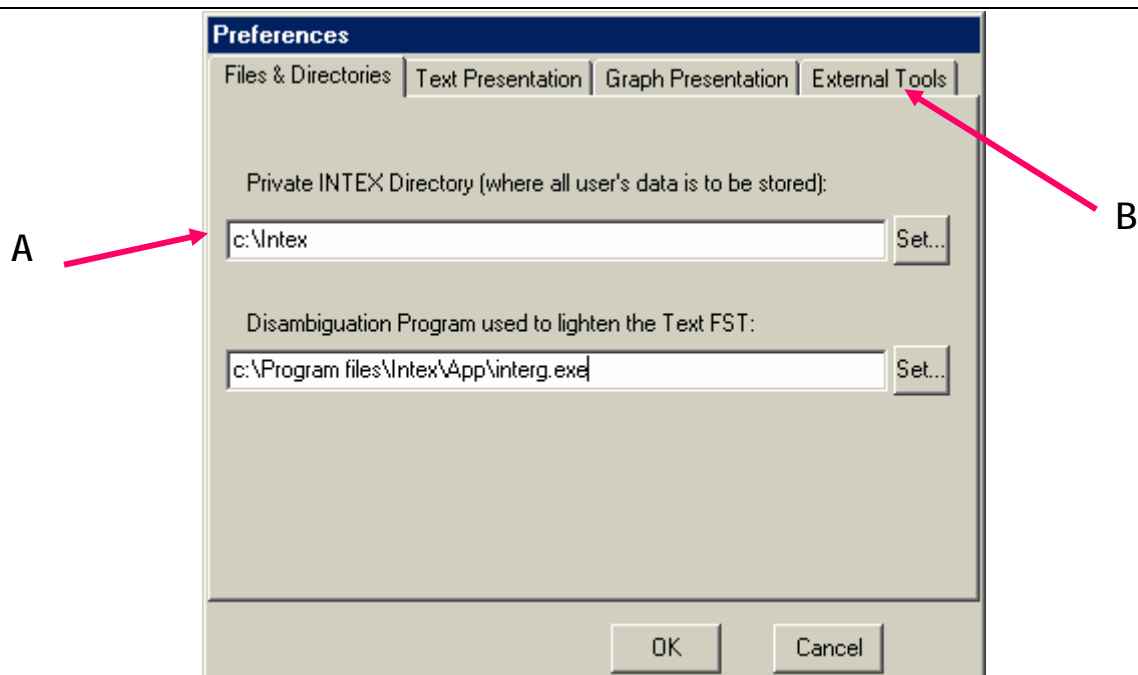 Preferences
Files & Directories Text Presentation Graph Presentation External Tools
Private INTEX Directory (where all user's data is to be stored):
B
A
c:\Intex Set...
Disambiguation Program used to lighten the Text FST:
c:\Program files\Intex\App\interg.exe Set...
OK Cancel